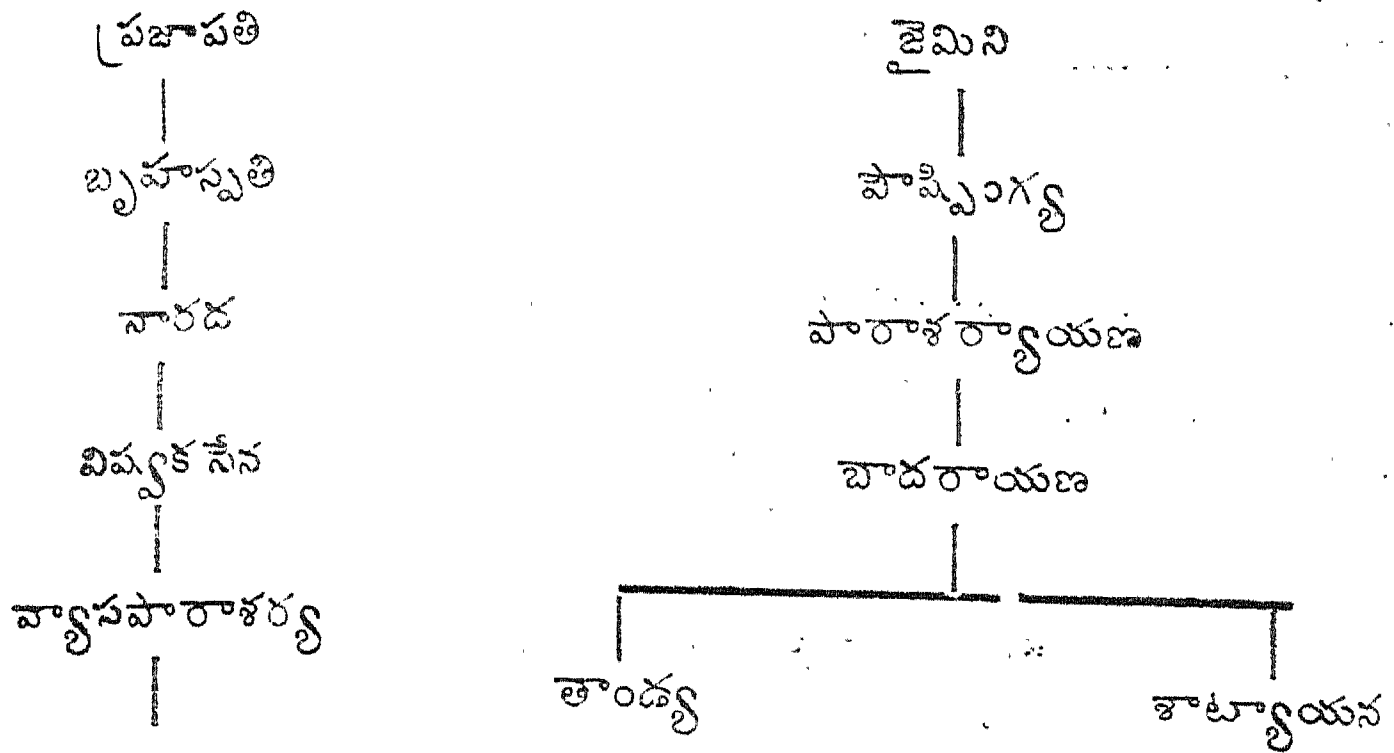 ప్రజాపతి
బృహస్పతి
నారద
విష్వక సేన
వ్యాసపారాశర్య
జైమిని
పౌష్పింగ్య
పారాశర్యాయణ
బాదరాయణ
తాండ్య
శాట్యాయన